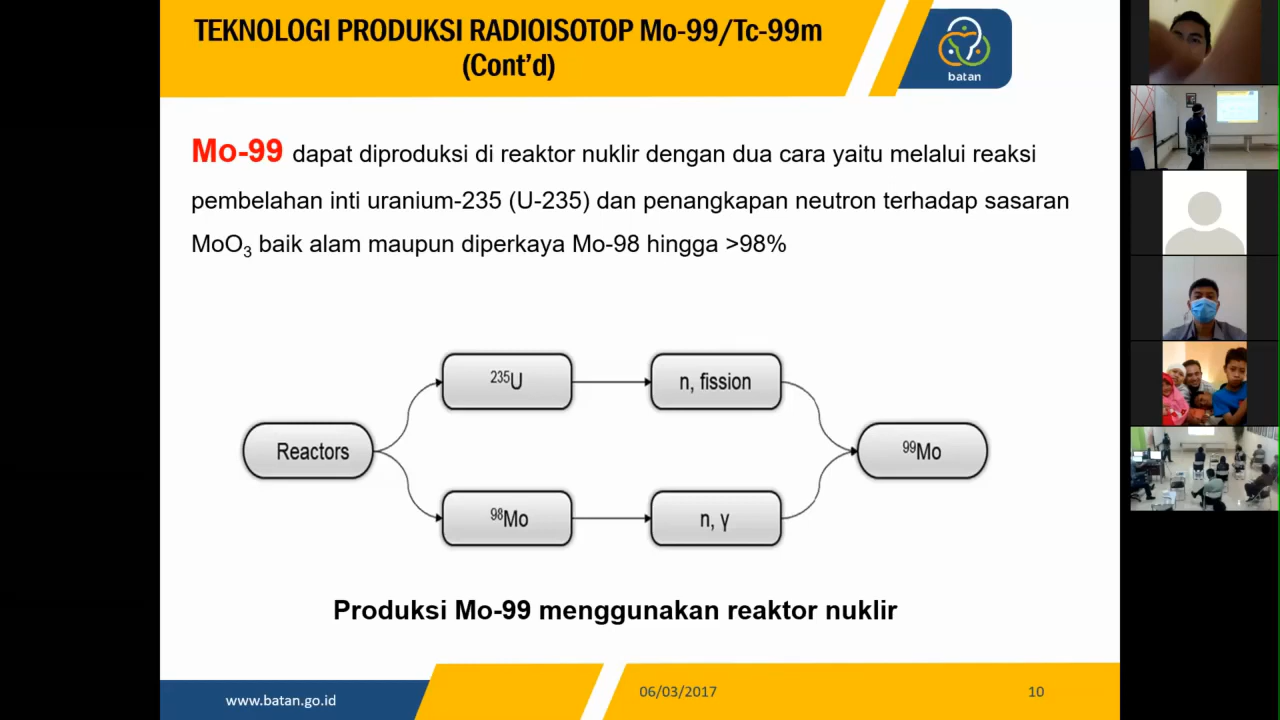 TEKNOLOGI PRODUKSI RADIOISOTOP Mo-99/Tc-99m
(Cont'd)
batan
Mo-99 dapat diproduksi di reaktor nuklir dengan dua cara yaitu melalui reaksi
pembelahan inti uranium-235 (U-235) dan penangkapan neutron terhadap sasaran
MoO₃ baik alam maupun diperkaya Mo-98 hingga >98%
²³⁵U
n, fission
Reactors
⁹⁹Mo
⁹⁸Mo
n, γ
Produksi Mo-99 menggunakan reaktor nuklir
www.batan.go.id
06/03/2017
10